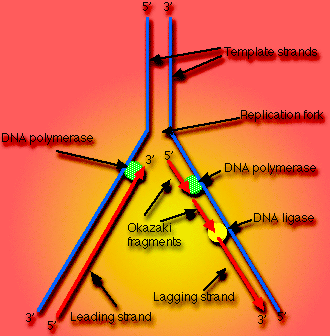 5' 3'
Template strands
Replication fork
DNA polymerase
3' 5'
DNA polymerase
DNA ligase
Okazaki
fragments
Lagging strand
Leading strand
3' 5' 3' 5'